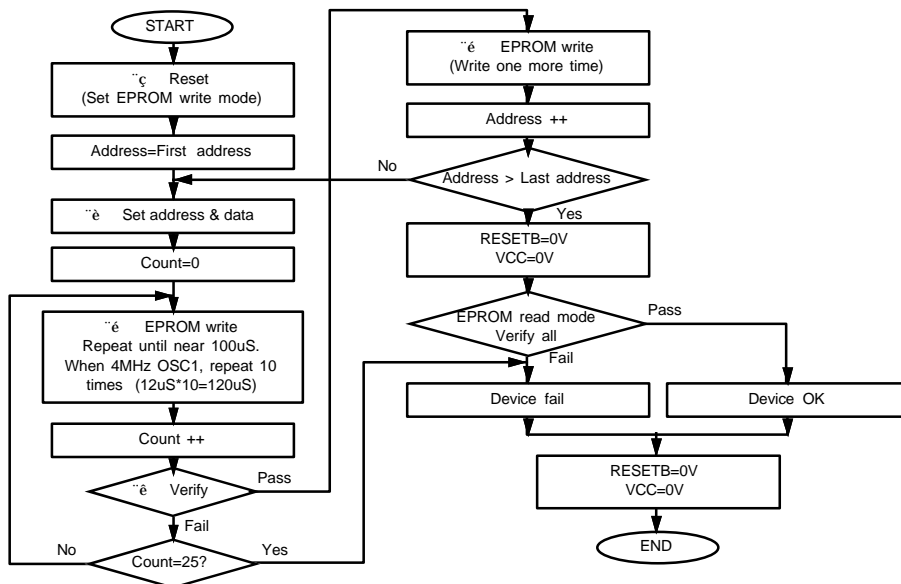 START
¨ç Reset
(Set EPROM write mode)
Address=First address
¨è Set address & data
Count=0
¨é EPROM write
Repeat until near 100uS.
When 4MHz OSC1, repeat 10
times (12uS*10=120uS)
Count ++
¨ê Verify
Pass
Fail
Count=25?
No
Yes
¨é EPROM write
(Write one more time)
Address ++
No
Address > Last address
Yes
RESETB=0V
VCC=0V
EPROM read mode
Verify all
Pass
Fail
Device fail
Device OK
RESETB=0V
VCC=0V
END